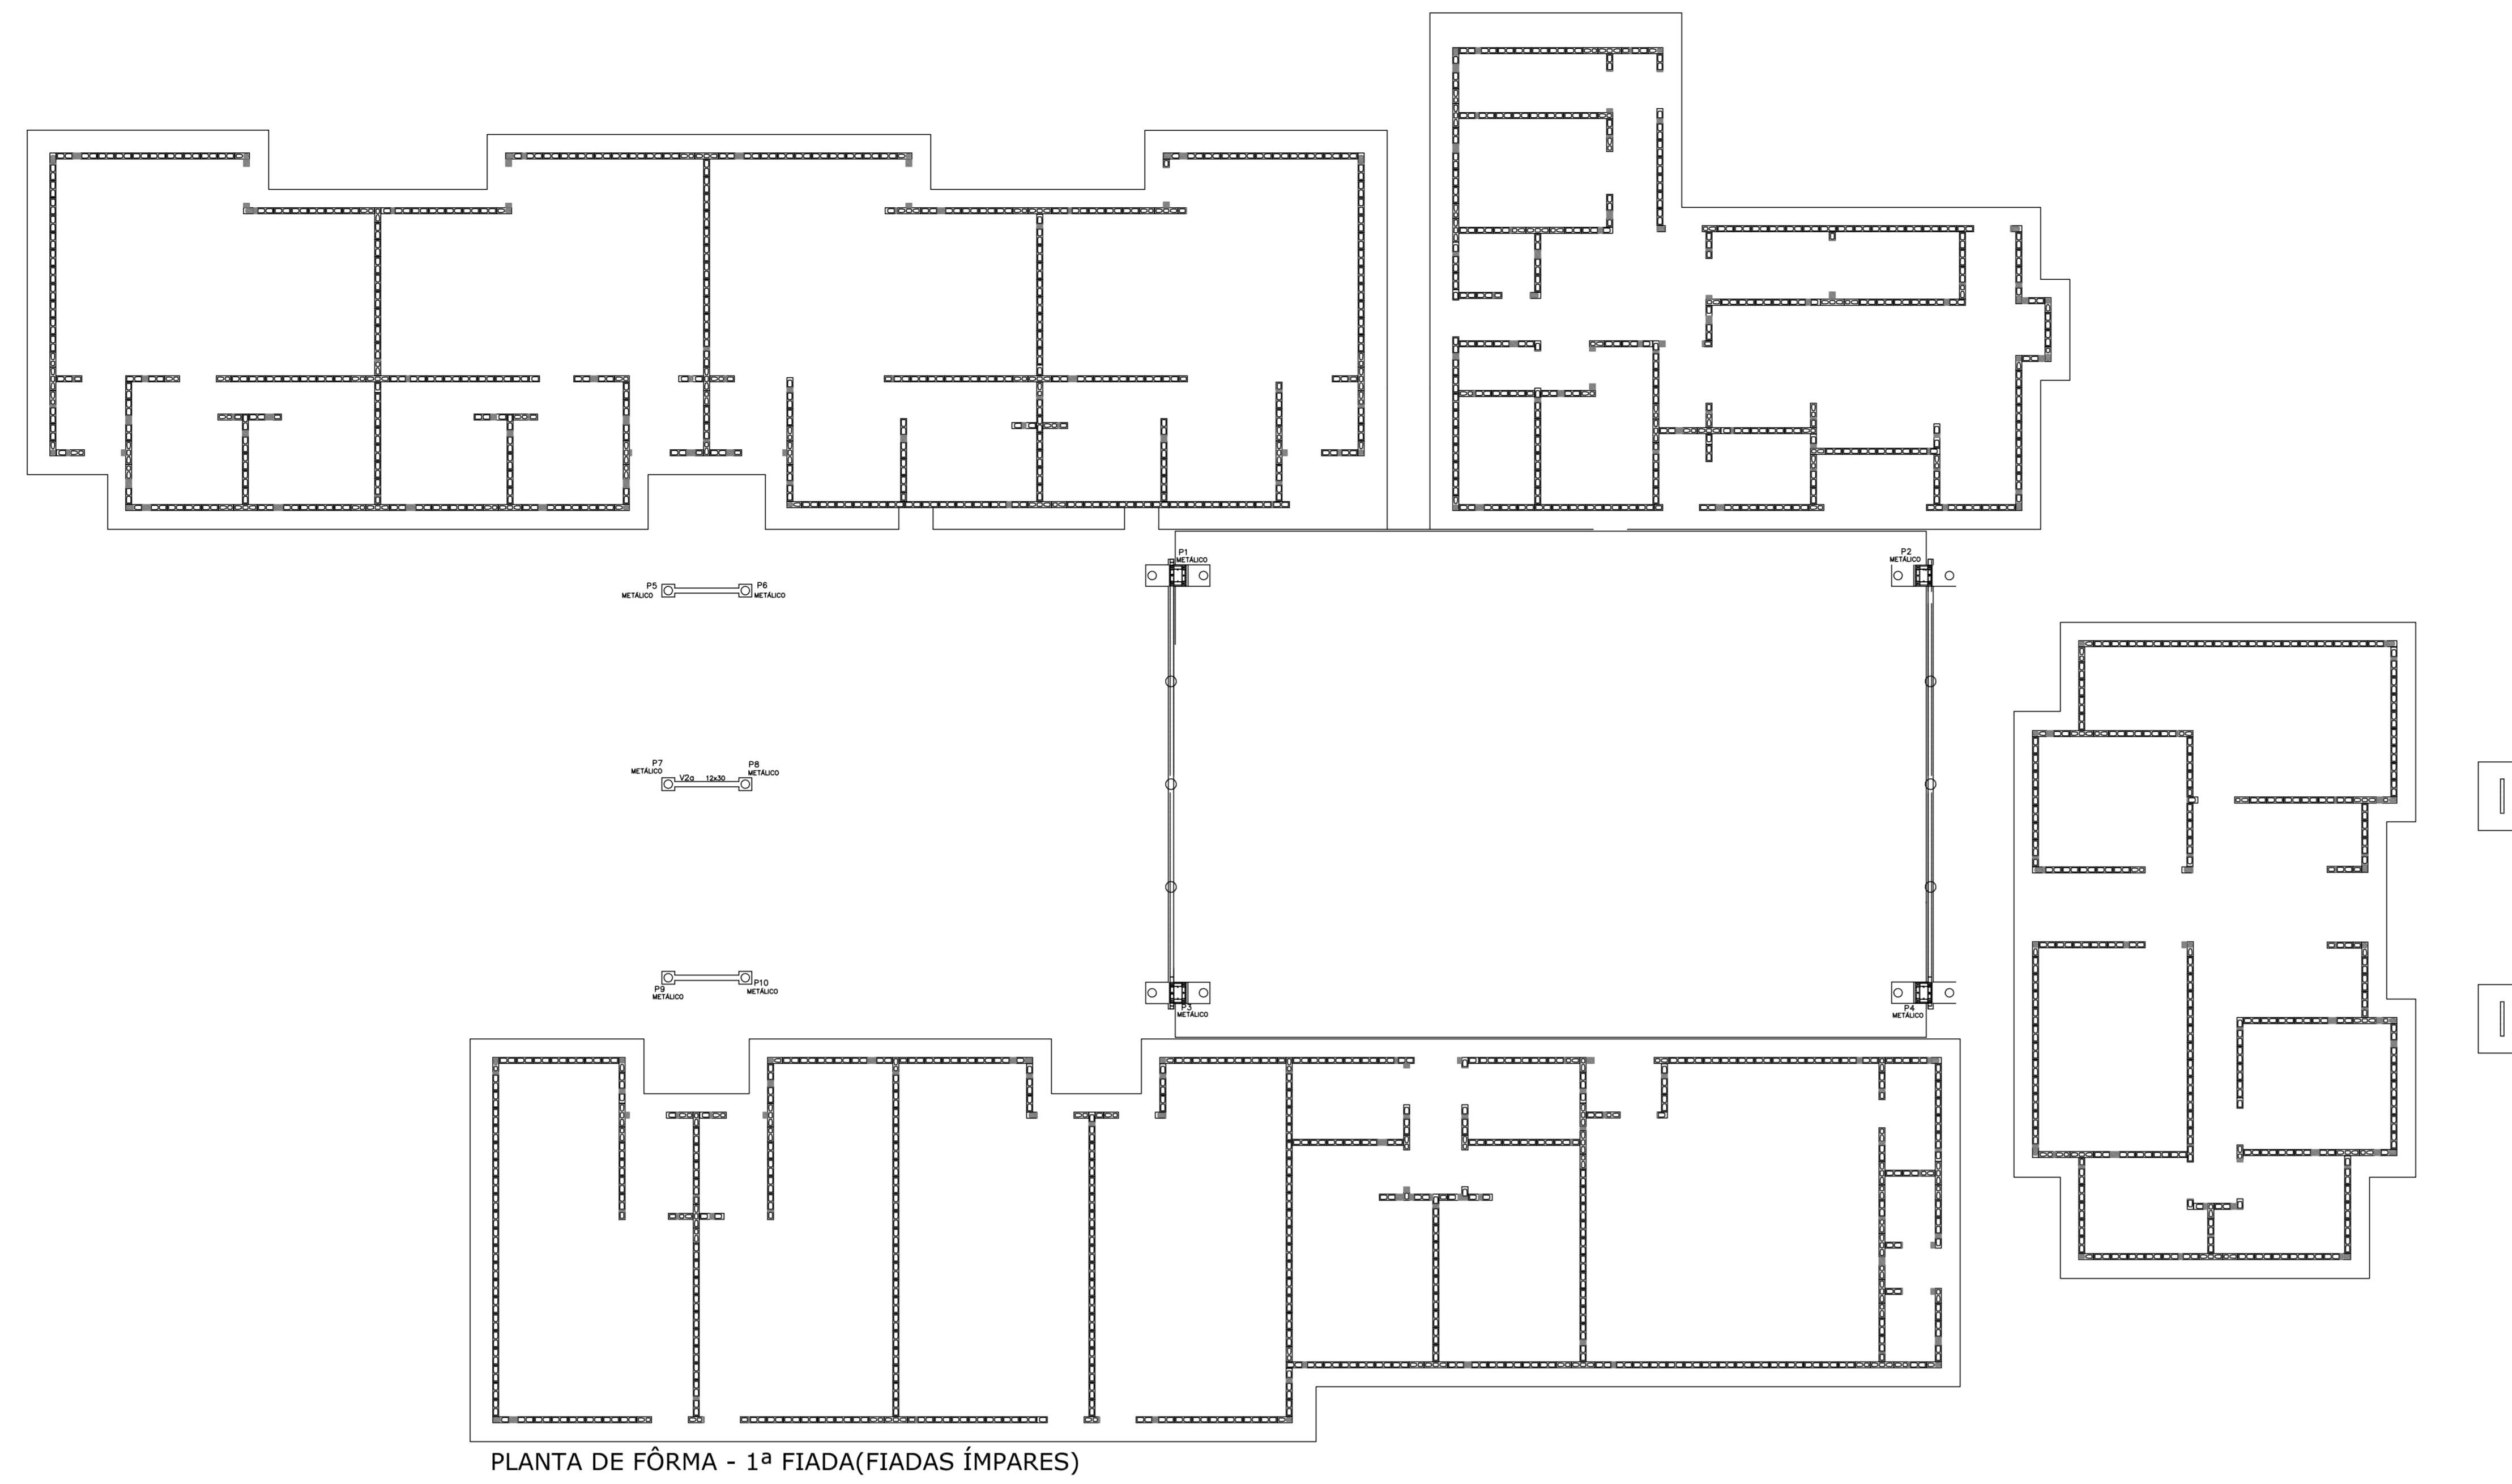 P1
METÁLICO
P2
METÁLICO
P5
METÁLICO
P6
METÁLICO
P7
METÁLICO
V2a 12x30
P8
METÁLICO
P9
METÁLICO
P10
METÁLICO
P3
METÁLICO
P4
METÁLICO
PLANTA DE FÔRMA - 1ª FIADA(FIADAS ÍMPARES)